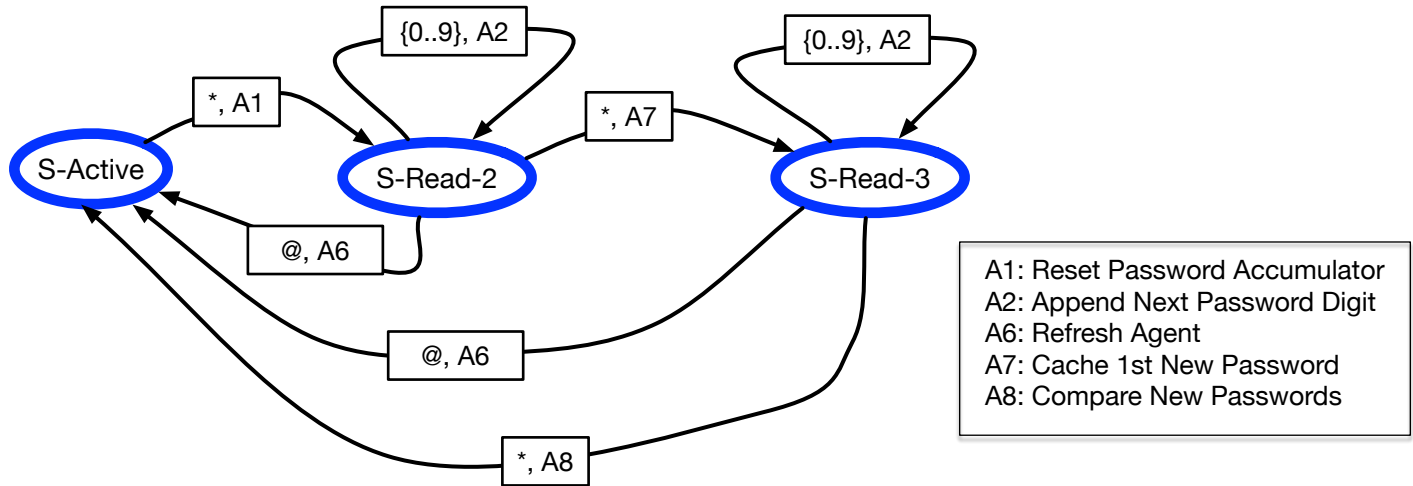 {0..9}, A2
{0..9}, A2
*, A1
*, A7
S-Active
S-Read-2
S-Read-3
@, A6
@, A6
*, A8
A1: Reset Password Accumulator
A2: Append Next Password Digit
A6: Refresh Agent
A7: Cache 1st New Password
A8: Compare New Passwords